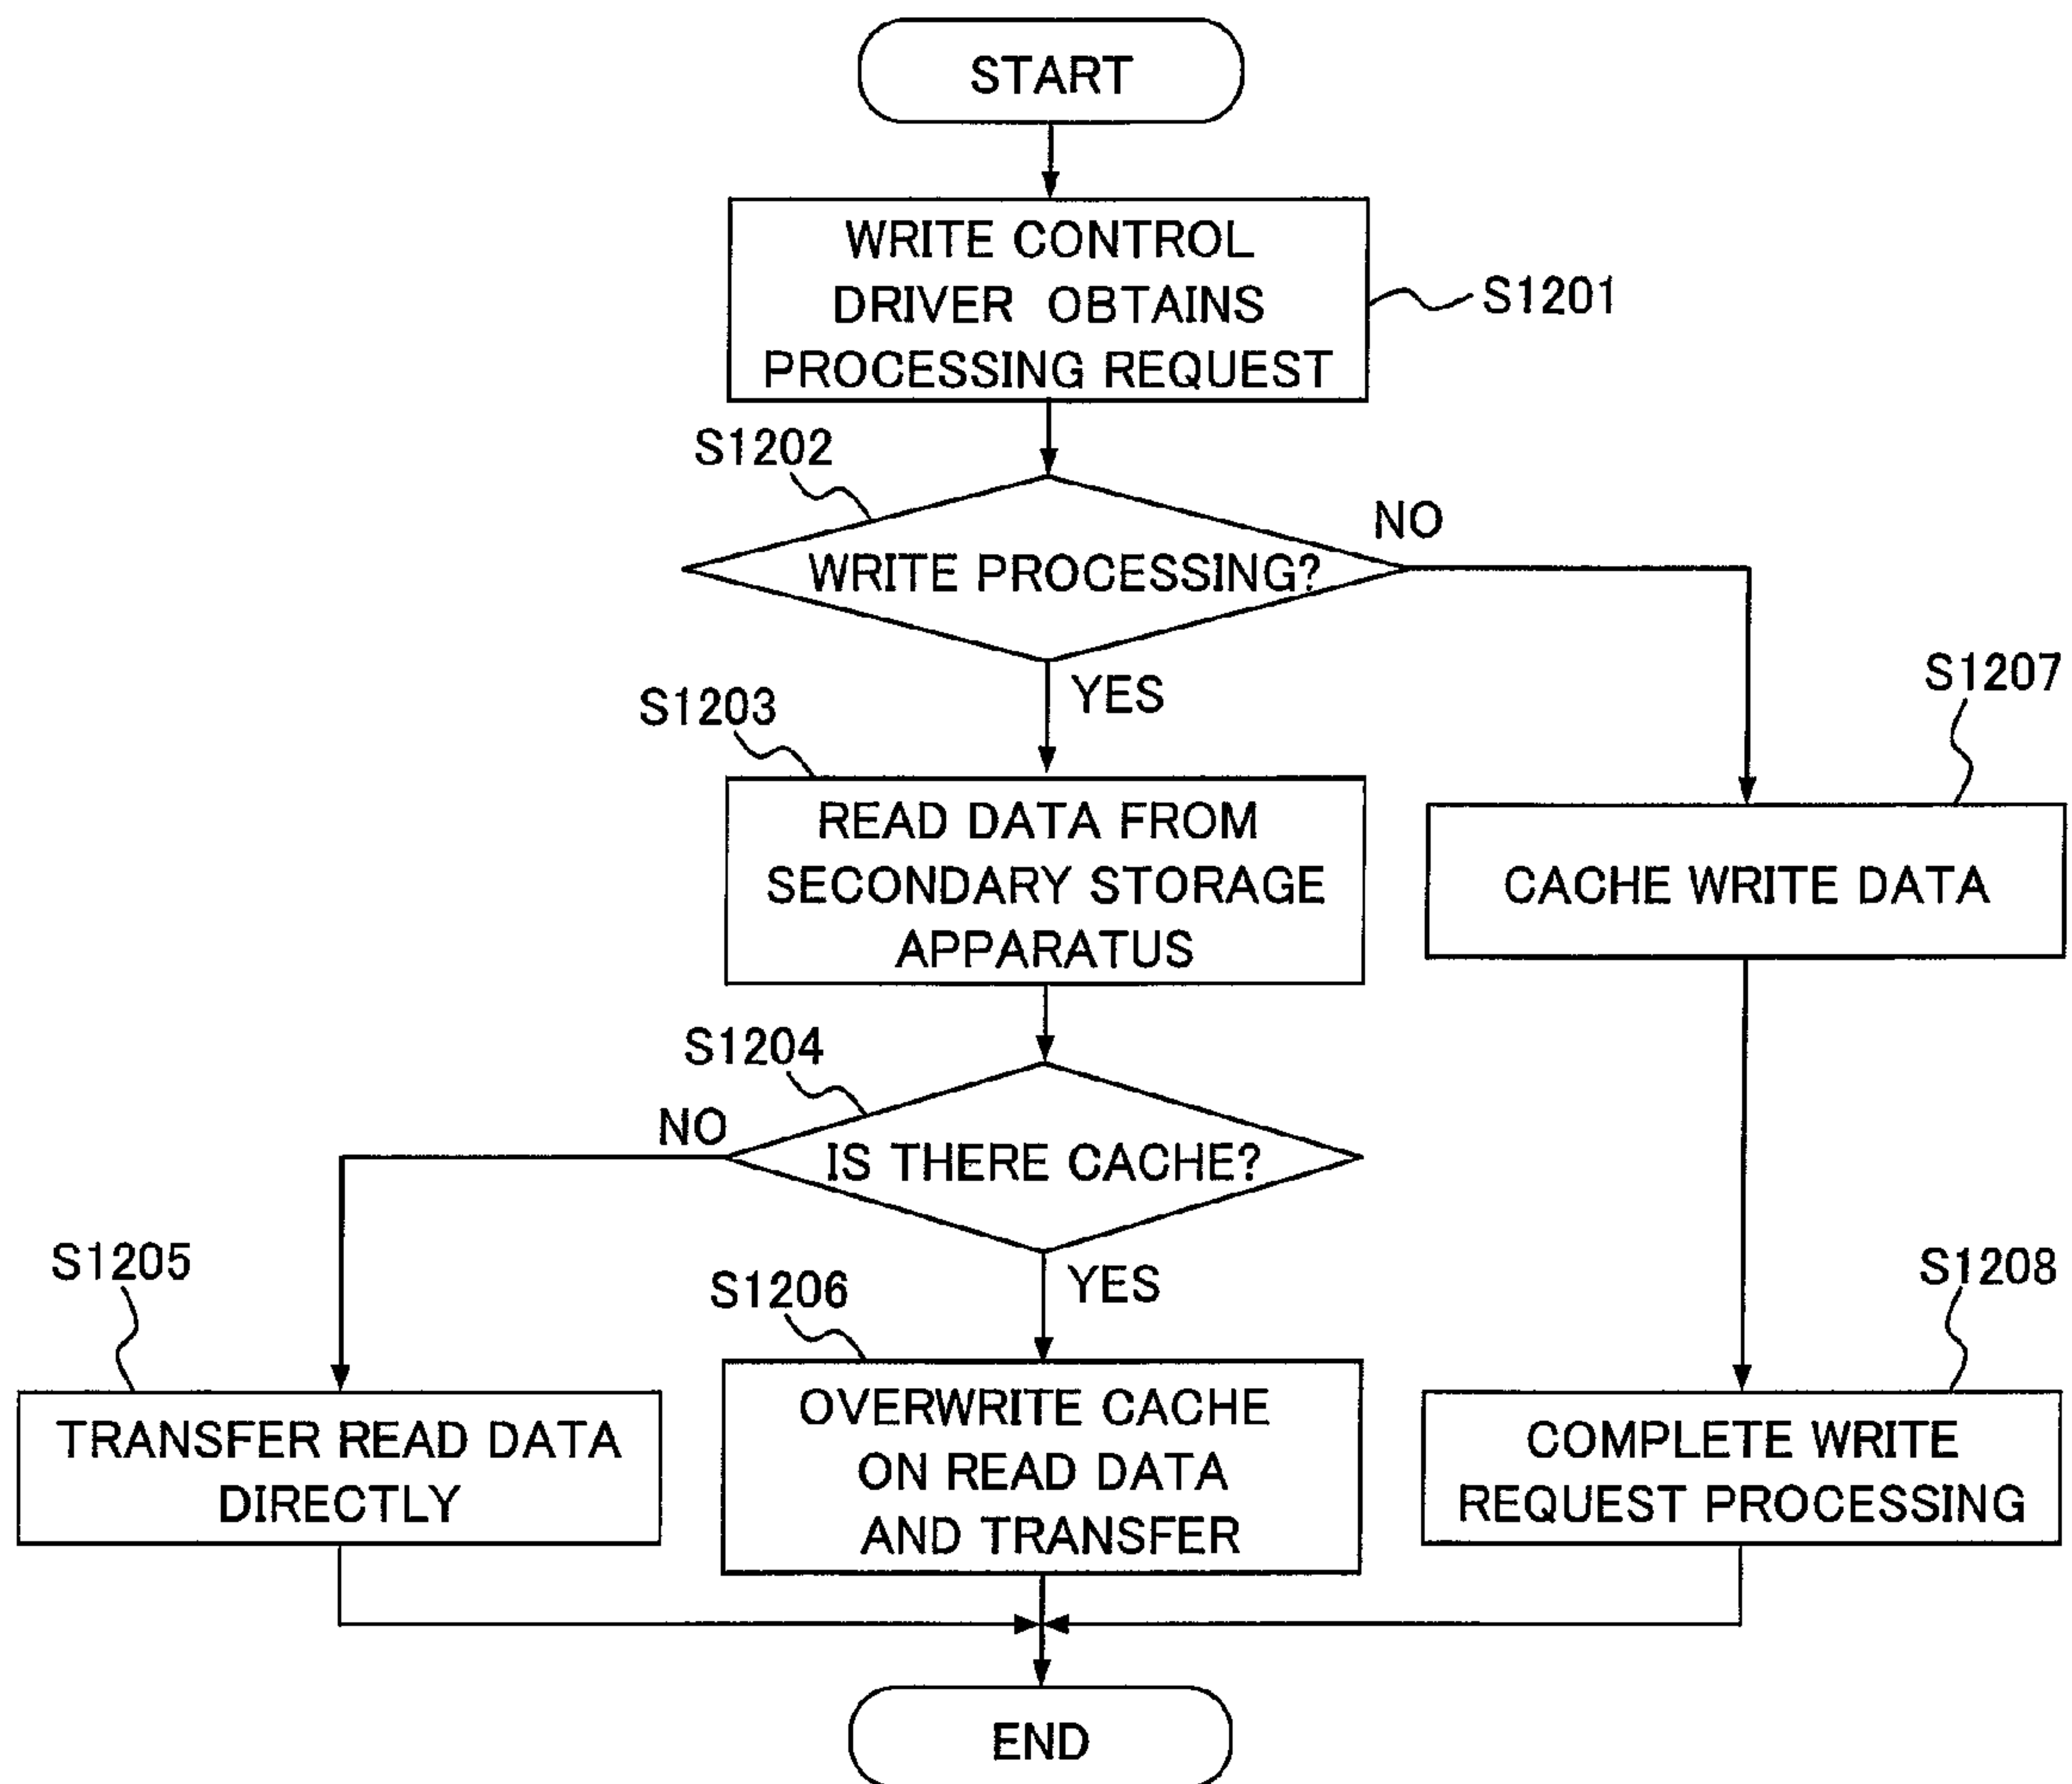 START
WRITE CONTROL
DRIVER OBTAINS
PROCESSING REQUEST
S1201
S1202
WRITE PROCESSING?
NO
YES
S1203
READ DATA FROM
SECONDARY STORAGE
APPARATUS
S1207
CACHE WRITE DATA
S1204
IS THERE CACHE?
NO
YES
S1205
TRANSFER READ DATA
DIRECTLY
S1206
OVERWRITE CACHE
ON READ DATA
AND TRANSFER
S1208
COMPLETE WRITE
REQUEST PROCESSING
END